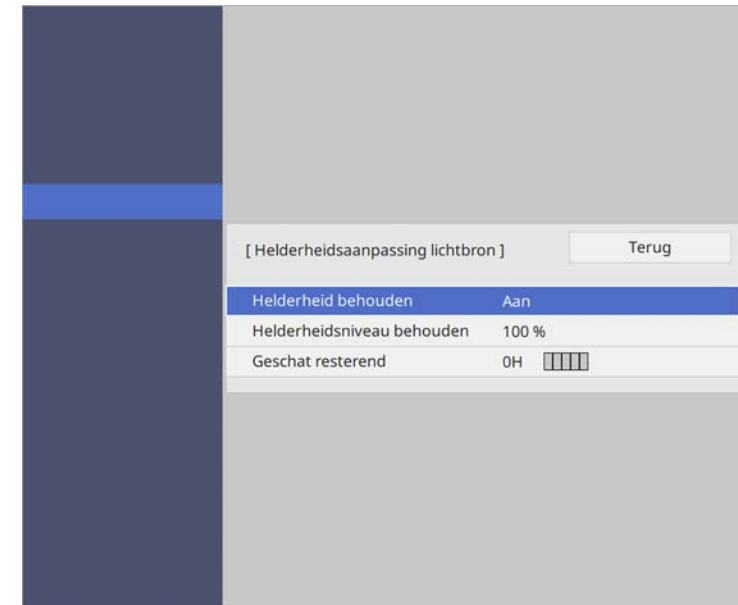 [ Helderheidsaanpassing lichtbron ] Terug
Helderheid behouden Aan
Helderheidsniveau behouden 100 %
Geschat resterend 0H